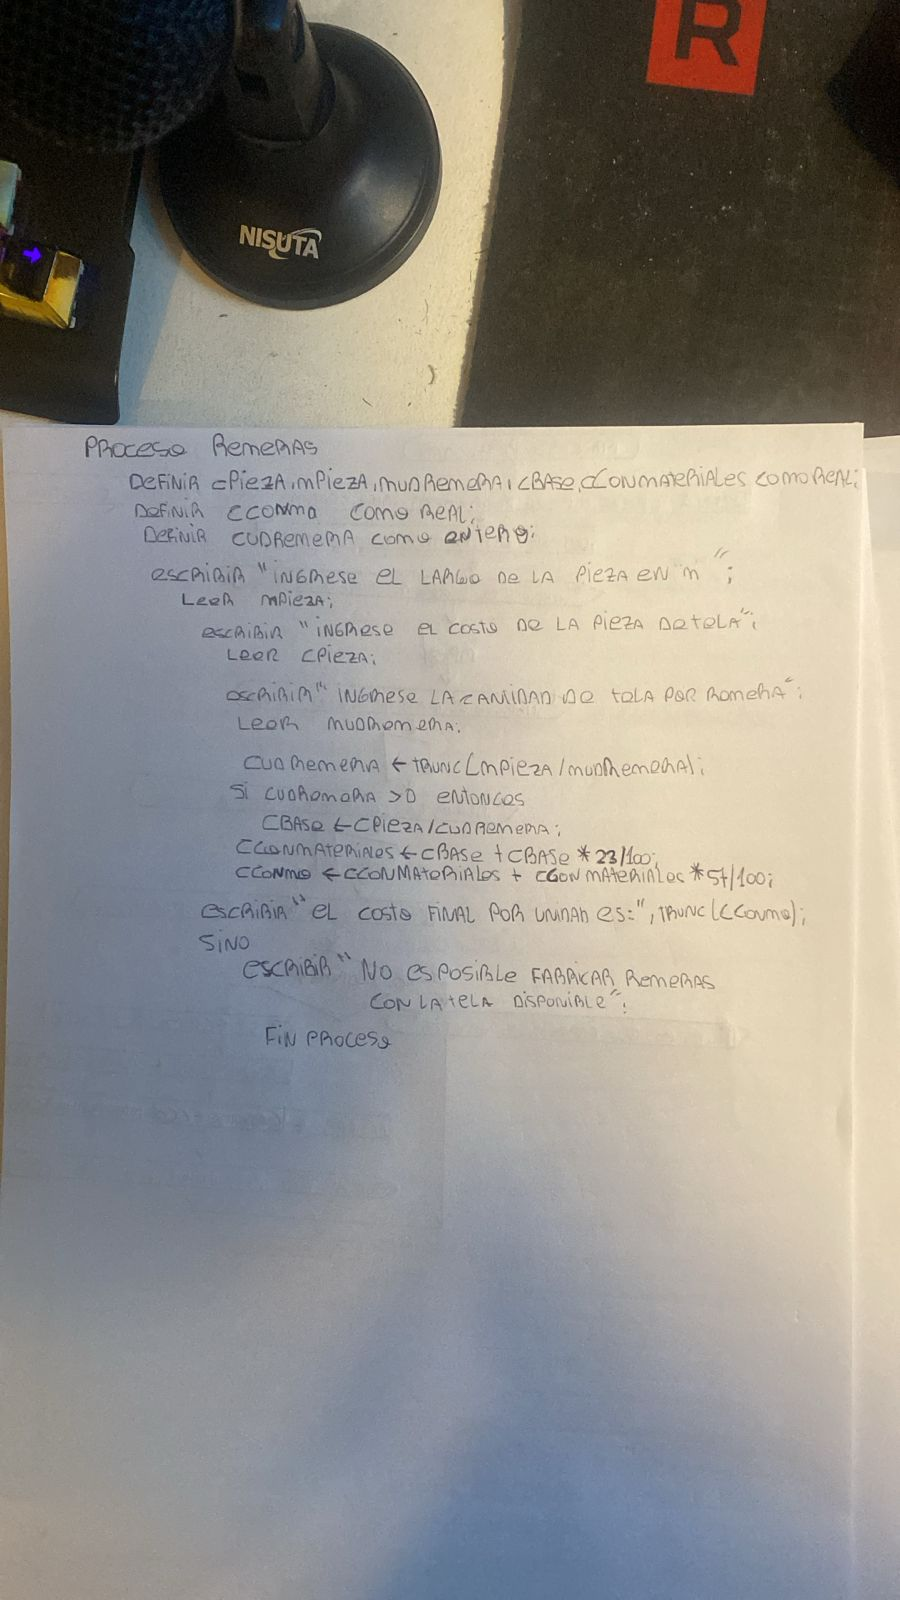 R
NISUTA
PROCESO REMERAS
DEFINIR CPIEZA, MPIEZA, MUDREMERA, CBASE, CCONMATERIALES COMO REAL;
DEFINIR CCONMO COMO REAL;
DEFINIR CUDREMERA COMO ENTERO;
ESCRIBIR "INGRESE EL LARGO DE LA PIEZA EN M";
LEER MPIEZA;
ESCRIBIR "INGRESE EL COSTO DE LA PIEZA DE TELA";
LEER CPIEZA;
ESCRIBIR "INGRESE LA CANTIDAD DE TELA POR REMERA";
LEER MUDREMERA;
CUDREMERA ← TRUNC(MPIEZA/MUDREMERA);
SI CUDREMERA >0 ENTONCES
CBASE ← CPIEZA/CUDREMERA;
CCONMATERIALES ← CBASE + CBASE * 23/100;
CCONMO ← CCONMATERIALES + CCONMATERIALES * 57/100;
ESCRIBIR "EL COSTO FINAL POR UNIDAD ES:", TRUNC(CCONMO);
SINO
ESCRIBIR "NO ES POSIBLE FABRICAR REMERAS
CON LA TELA DISPONIBLE";
FIN PROCESO